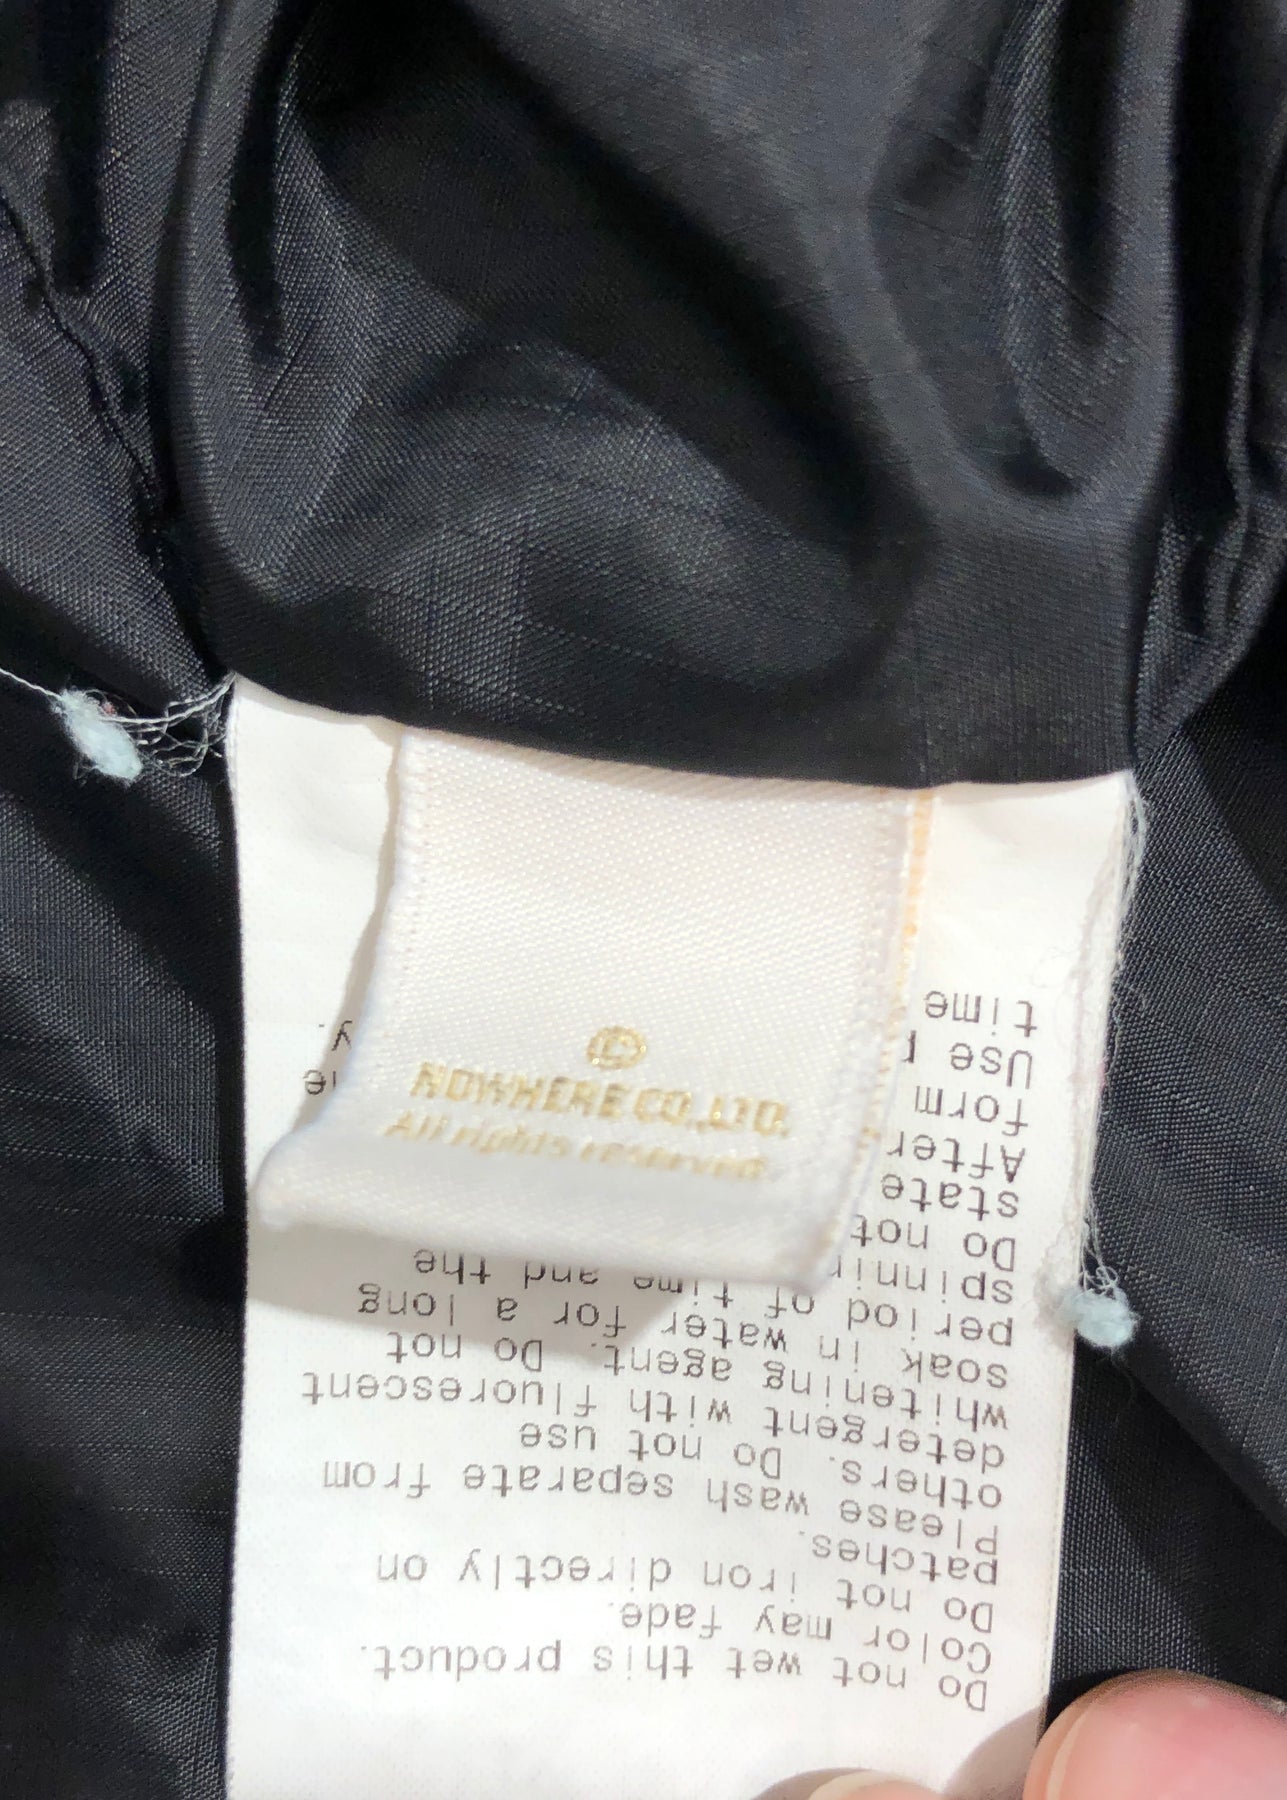 ©
NOWHERE CO.,LTD.
All rights reserved
Do not wet this product.
Color may fade.
Do not iron directly on
patches.
Please wash separate from
others. Do not use
detergent with fluorescent
whitening agent. Do not
soak in water for a long
period of time and the
spinnin
Do not
state
After
form
Use
time